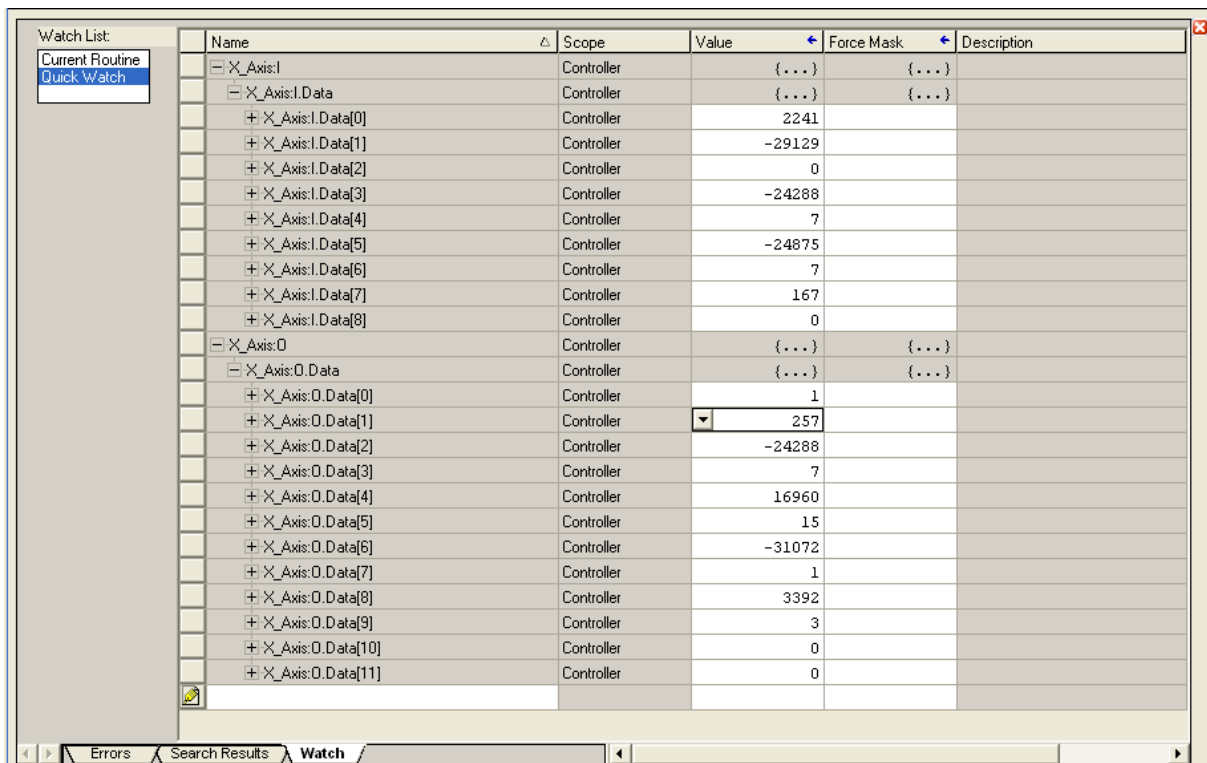 Watch List:
Current Routine
Quick Watch
Name Scope Value Force Mask Description
X_Axis:I Controller {...} {...}
X_Axis:I.Data Controller {...} {...}
X_Axis:I.Data[0] Controller 2241
X_Axis:I.Data[1] Controller -29129
X_Axis:I.Data[2] Controller 0
X_Axis:I.Data[3] Controller -24288
X_Axis:I.Data[4] Controller 7
X_Axis:I.Data[5] Controller -24875
X_Axis:I.Data[6] Controller 7
X_Axis:I.Data[7] Controller 167
X_Axis:I.Data[8] Controller 0
X_Axis:O Controller {...} {...}
X_Axis:O.Data Controller {...} {...}
X_Axis:O.Data[0] Controller 1
X_Axis:O.Data[1] Controller 257
X_Axis:O.Data[2] Controller -24288
X_Axis:O.Data[3] Controller 7
X_Axis:O.Data[4] Controller 16960
X_Axis:O.Data[5] Controller 15
X_Axis:O.Data[6] Controller -31072
X_Axis:O.Data[7] Controller 1
X_Axis:O.Data[8] Controller 3392
X_Axis:O.Data[9] Controller 3
X_Axis:O.Data[10] Controller 0
X_Axis:O.Data[11] Controller 0
Errors Search Results Watch